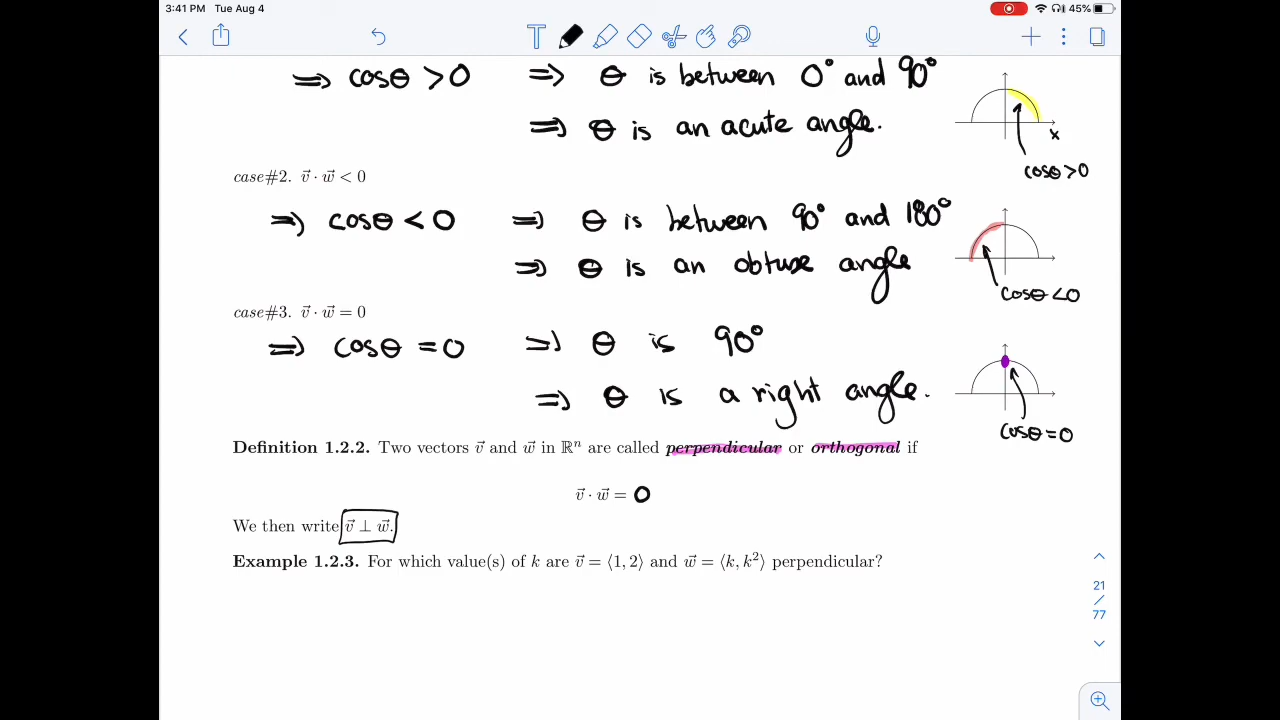 3:41 PM Tue Aug 4
45%
⇒ cosθ > 0 ⇒ θ is between 0° and 90°
⇒ θ is an acute angle.
x
cosθ > 0
case#2. v⃗ · w⃗ < 0
⇒ cosθ < 0 ⇒ θ is between 90° and 180°
⇒ θ is an obtuse angle
cosθ < 0
case#3. v⃗ · w⃗ = 0
⇒ cosθ = 0 ⇒ θ is 90°
⇒ θ is a right angle.
cosθ = 0
Definition 1.2.2. Two vectors v⃗ and w⃗ in ℝⁿ are called perpendicular or orthogonal if
v⃗ · w⃗ = 0
We then write v⃗ ⊥ w⃗.
Example 1.2.3. For which value(s) of k are v⃗ = ⟨1, 2⟩ and w⃗ = ⟨k, k²⟩ perpendicular?
21
/
77